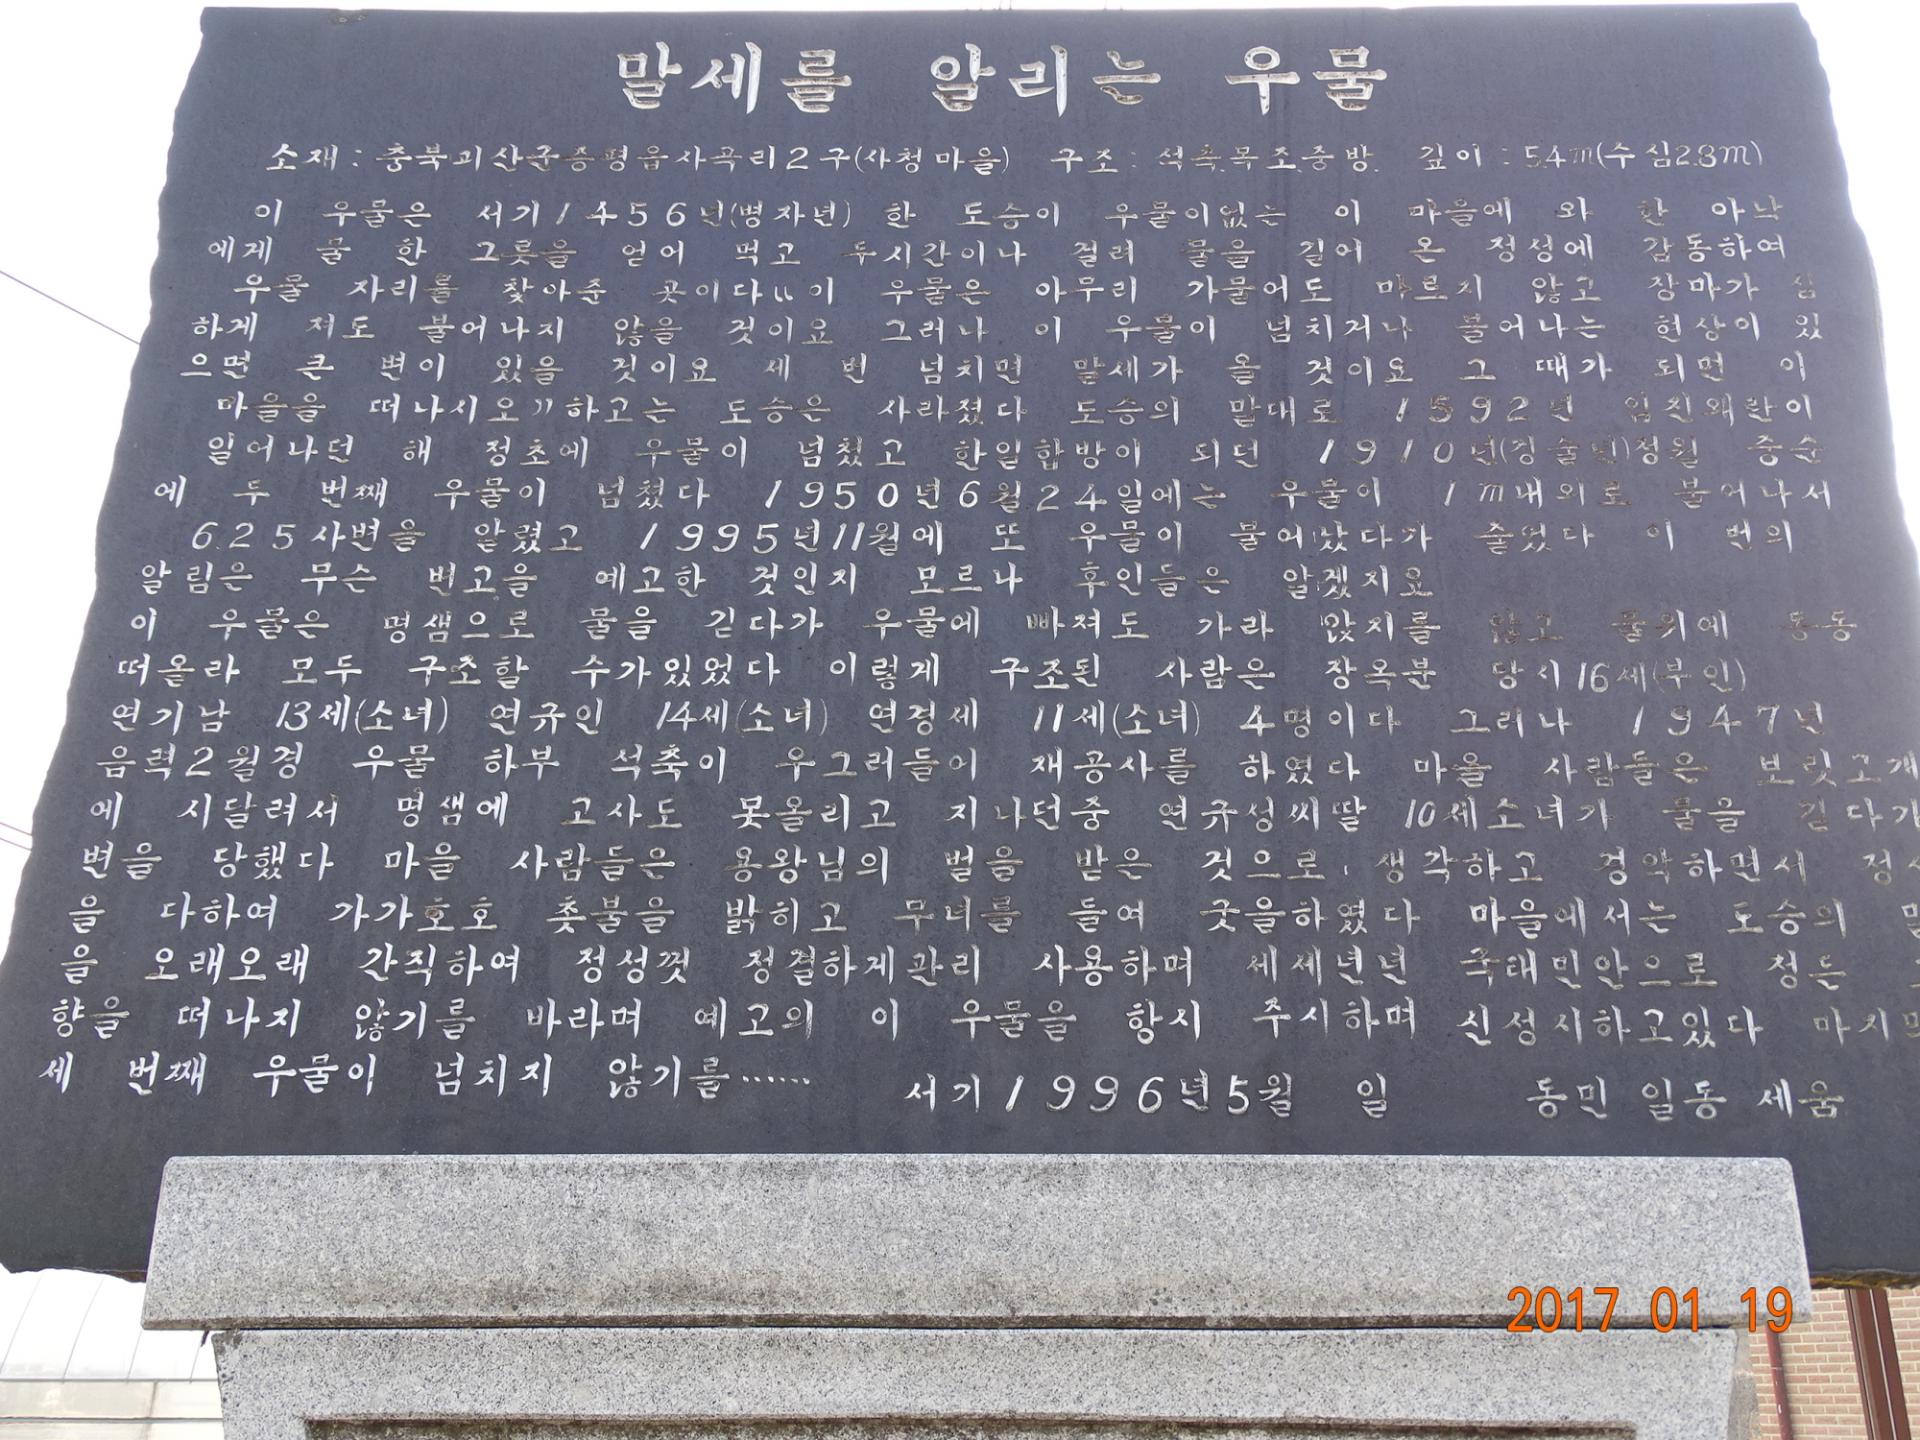 말세를 알리는 우물
소재: 충북괴산군증평읍사곡리2구(사청마을) 구조: 석축.목조.중방. 깊이: 5.4m(수심2.8m)
이 우물은 서기1456년(병자년) 한 도승이 우물이없는 이 마을에 와 한 아낙
에게 물 한 그릇을 얻어 먹고 두시간이나 걸려 물을 길어 온 정성에 감동하여
우물 자리를 찾아준 곳이다“이 우물은 아무리 가물어도 마르지 않고 장마가 심
하게 져도 불어나지 않을 것이요 그러나 이 우물이 넘치거나 불어나는 현상이 있
으면 큰 변이 있을 것이요 세 번 넘치면 말세가 올 것이요 그 때가 되면 이
마을을 떠나시오”하고는 도승은 사라졌다 도승의 말대로 1592년 임진왜란이
일어나던 해 정초에 우물이 넘쳤고 한일합방이 되던 1910년(경술년)정월 중순
에 두 번째 우물이 넘쳤다 1950년6월24일에는 우물이 1m내외로 불어나서
6.25사변을 알렸고 1995년11월에 또 우물이 불어났다가 줄었다 이 번의
알림은 무슨 변고을 예고한 것인지 모르나 후인들은 알겠지요
이 우물은 명샘으로 물을 긷다가 우물에 빠져도 가라 앉지를 않고 물위에 동동
떠올라 모두 구조할 수가있었다 이렇게 구조된 사람은 장옥분 당시16세(부인)
연기남 13세(소녀) 연규인 14세(소녀) 연경세 11세(소녀) 4명이다 그러나 1947년
음력2월경 우물 하부 석축이 우그러들어 재공사를 하였다 마을 사람들은 보릿고개
에 시달려서 명샘에 고사도 못올리고 지나던중 연규성씨딸 10세소녀가 물을 긷다가
변을 당했다 마을 사람들은 용왕님의 벌을 받은 것으로 생각하고 경악하면서
을 다하여 가가호호 촛불을 밝히고 무녀를 들여 굿을하였다 마을에서는 도승의
을 오래오래 간직하여 정성껏 정결하게관리 사용하며 세세년년 국태민안으로 정든
향을 떠나지 않기를 바라며 예고의 이 우물을 항시 주시하며 신성시하고있다
세 번째 우물이 넘치지 않기를······ 서기1996년5월 일 동민 일동 세움
2017 01 19